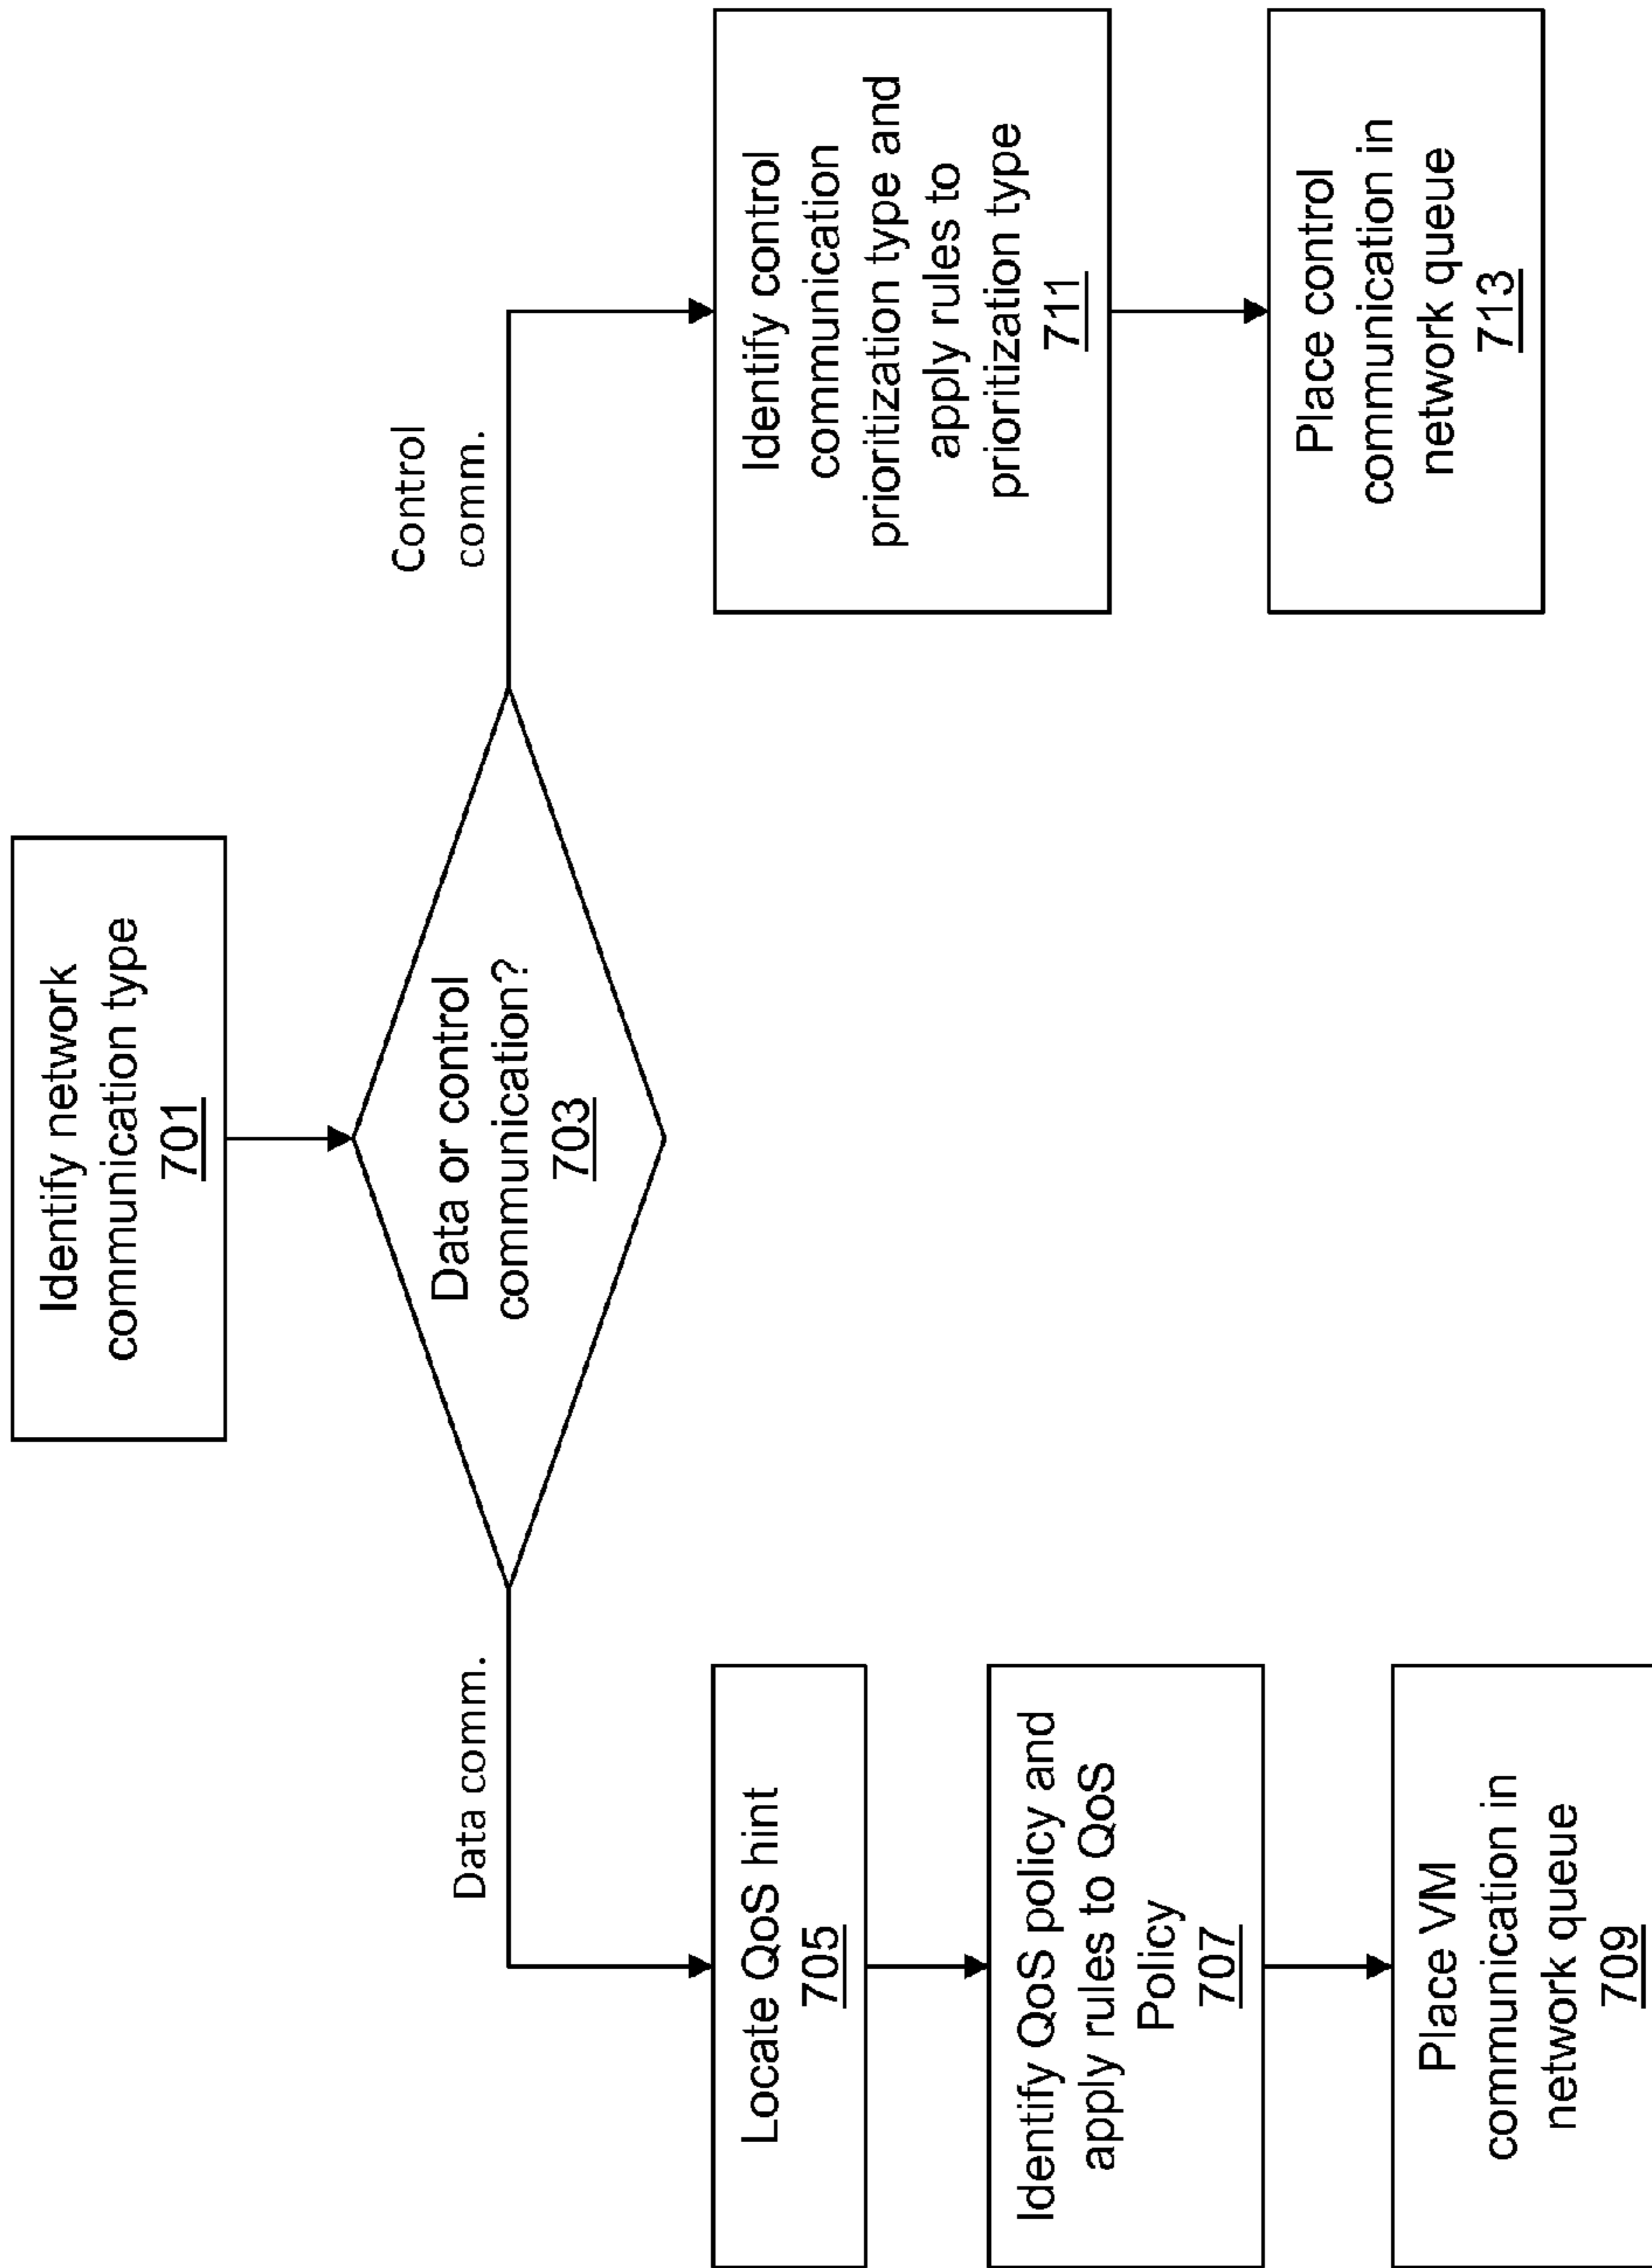 Identify network
communication type
701
Data or control
communication?
703
Data comm.
Control
comm.
Locate QoS hint
705
Identify QoS policy and
apply rules to QoS
Policy
707
Place VM
communication in
network queue
709
Identify control
communication
prioritization type and
apply rules to
prioritization type
711
Place control
communication in
network queue
713